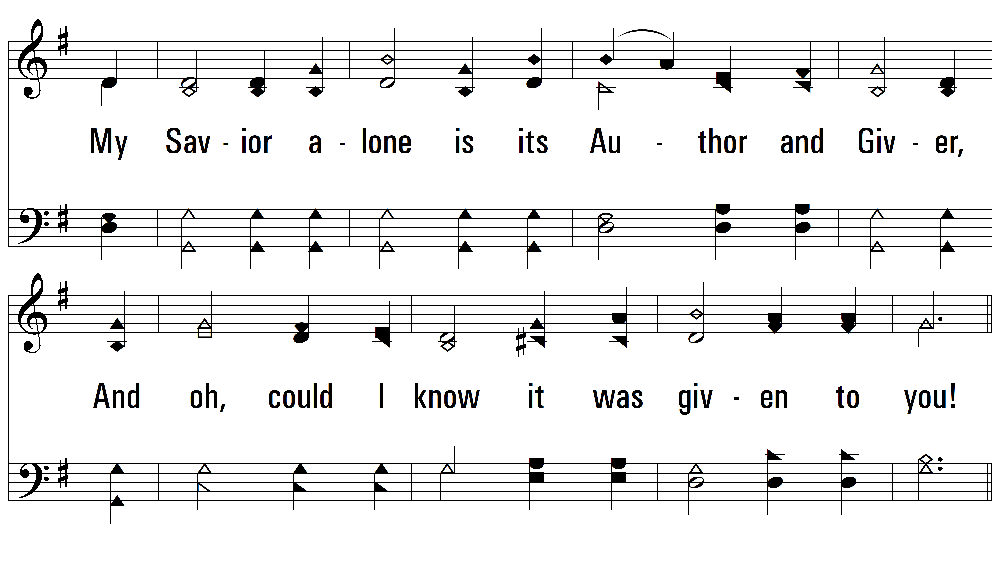 My Sav - ior a - lone is its Au - thor and Giv - er,
And oh, could I know it was giv - en to you!